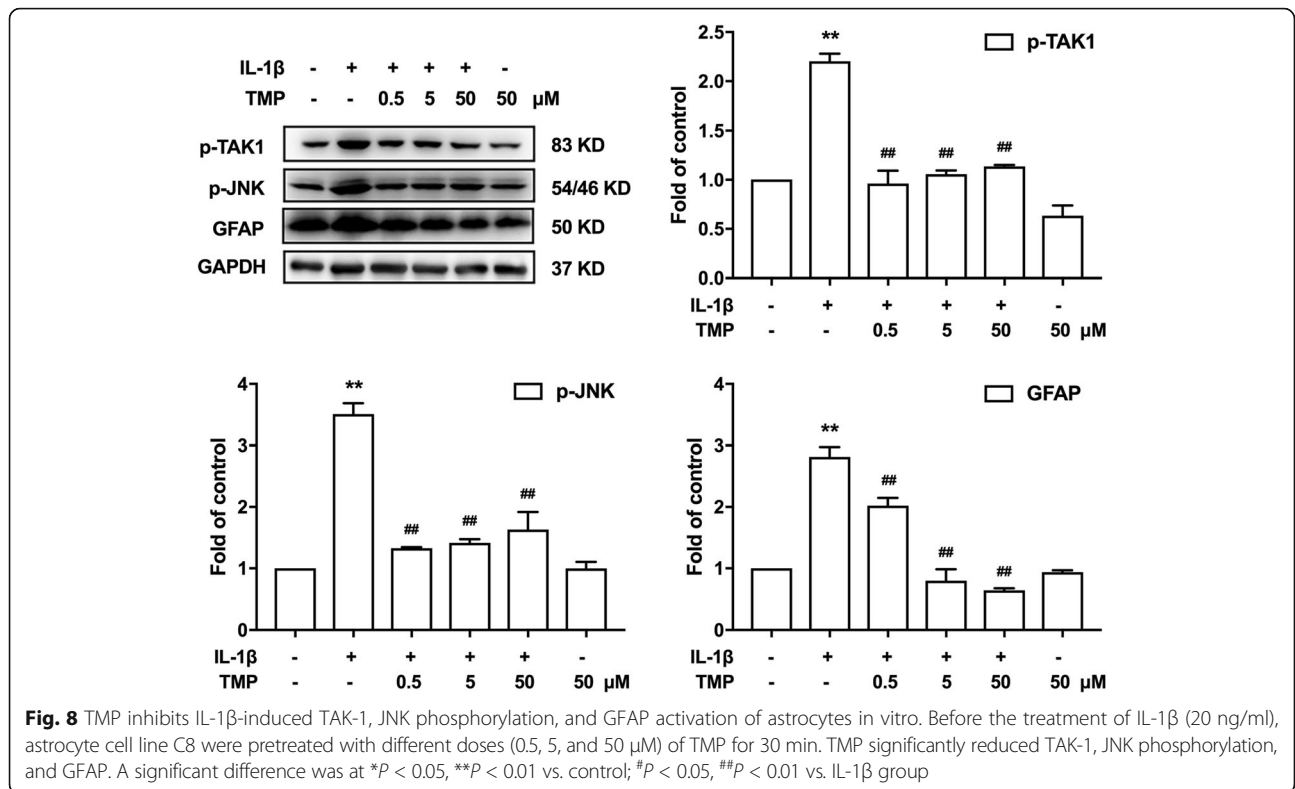 IL-1β - + + + + -
TMP - - 0.5 5 50 50 μM
p-TAK1 83 KD
p-JNK 54/46 KD
GFAP 50 KD
GAPDH 37 KD
p-TAK1
Fold of control
2.5
2.0
1.5
1.0
0.5
0.0
**
## ## ##
IL-1β - + + + + -
TMP - - 0.5 5 50 50 μM
p-JNK
Fold of control
4
3
2
1
0
**
## ## ##
IL-1β - + + + + -
TMP - - 0.5 5 50 50 μM
GFAP
Fold of control
4
3
2
1
0
**
##
## ##
IL-1β - + + + + -
TMP - - 0.5 5 50 50 μM
Fig. 8 TMP inhibits IL-1β-induced TAK-1, JNK phosphorylation, and GFAP activation of astrocytes in vitro. Before the treatment of IL-1β (20 ng/ml),
astrocyte cell line C8 were pretreated with different doses (0.5, 5, and 50 μM) of TMP for 30 min. TMP significantly reduced TAK-1, JNK phosphorylation,
and GFAP. A significant difference was at *P < 0.05, **P < 0.01 vs. control; #P < 0.05, ##P < 0.01 vs. IL-1β group